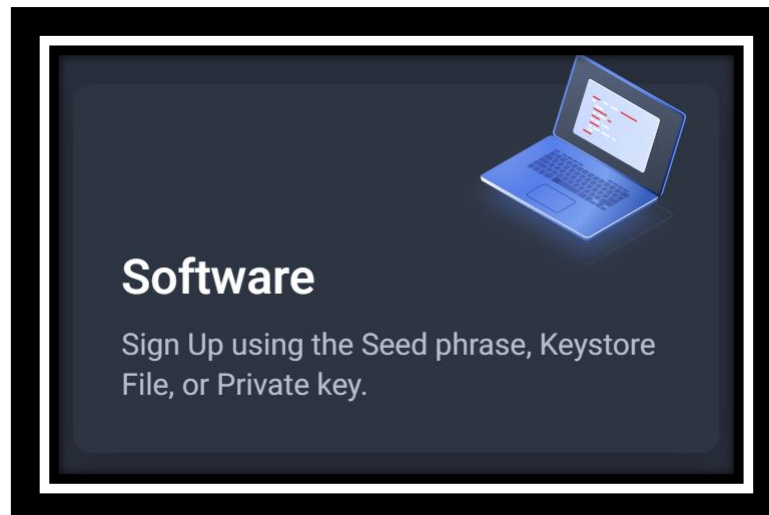 Software
Sign Up using the Seed phrase, Keystore
File, or Private key.